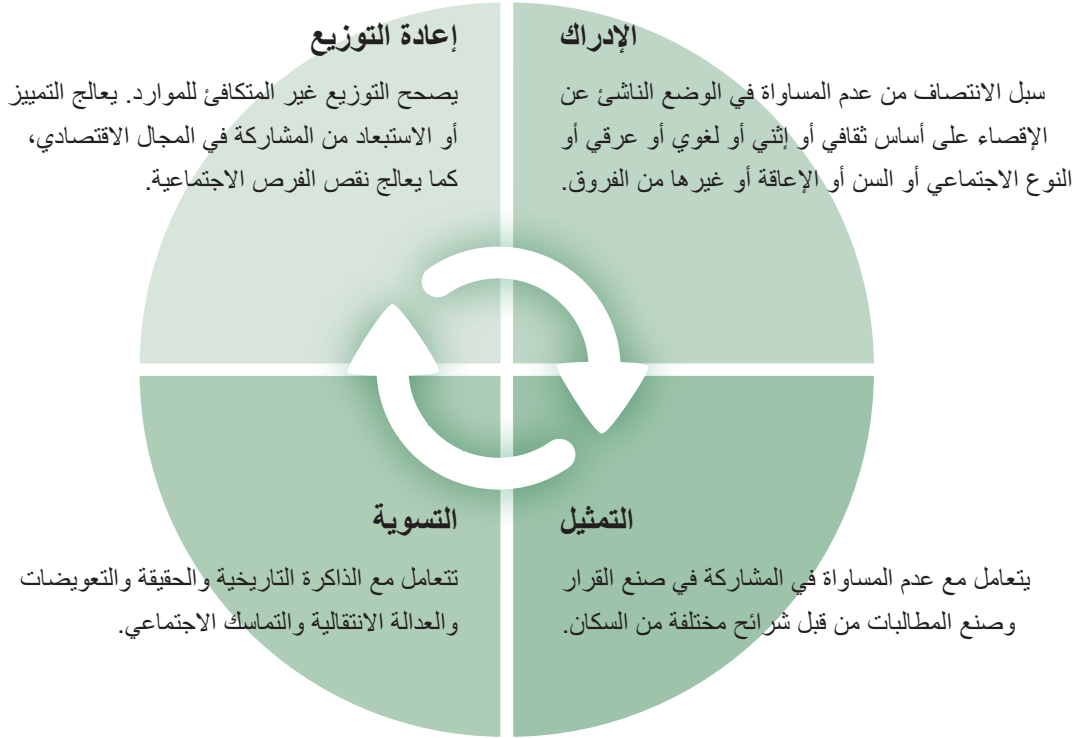 الإدراك
سبل الانتصاف من عدم المساواة في الوضع الناشئ عن
الإقصاء على أساس ثقافي أو إثني أو لغوي أو عرقي أو
النوع الاجتماعي أو السن أو الإعاقة أو غيرها من الفروق.
إعادة التوزيع
يصحح التوزيع غير المتكافئ للموارد. يعالج التمييز
أو الاستبعاد من المشاركة في المجال الاقتصادي،
كما يعالج نقص الفرص الاجتماعية.
التمثيل
يتعامل مع عدم المساواة في المشاركة في صنع القرار
وصنع المطالبات من قبل شرائح مختلفة من السكان.
التسوية
تتعامل مع الذاكرة التاريخية والحقيقة والتعويضات
والعدالة الانتقالية والتماسك الاجتماعي.